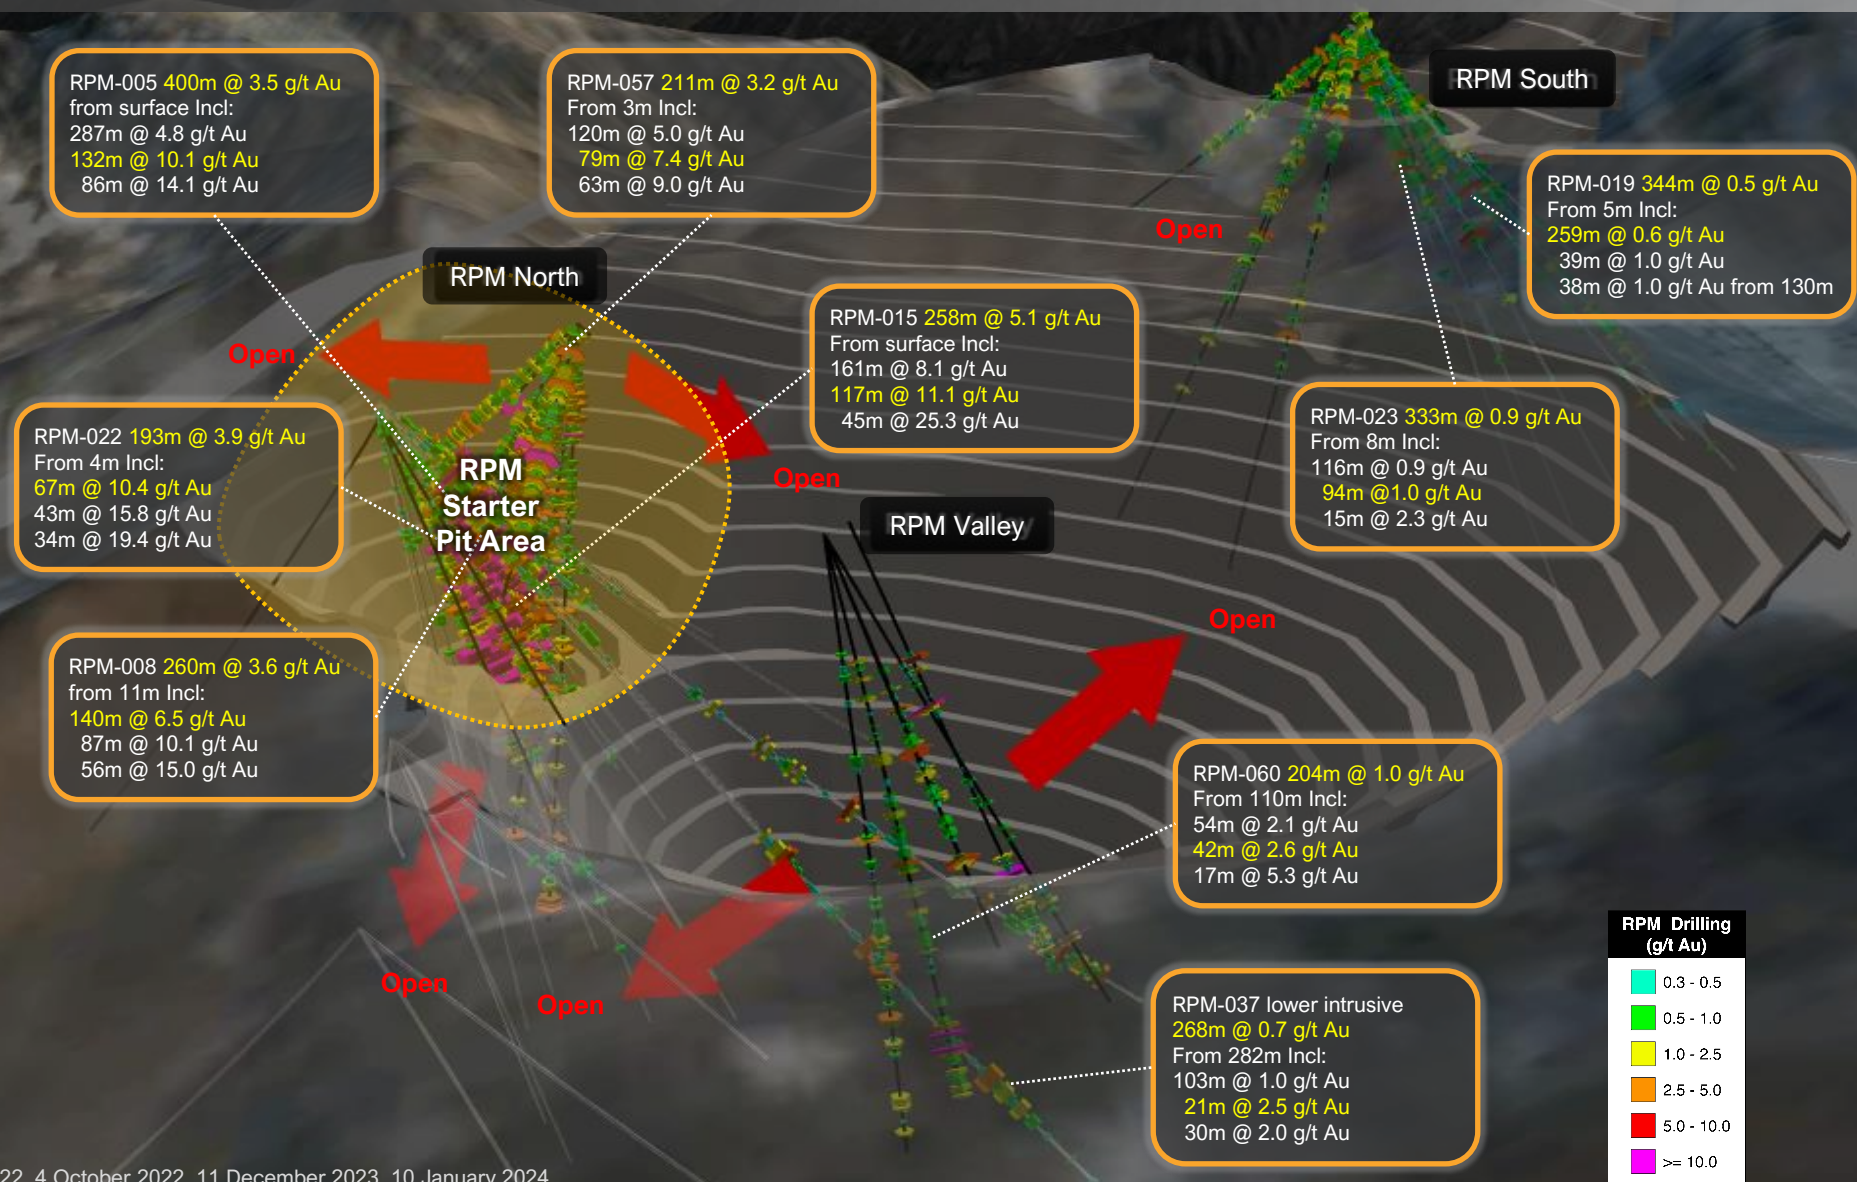 RPM-005 400m @ 3.5 g/t Au
from surface Incl:
287m @ 4.8 g/t Au
132m @ 10.1 g/t Au
86m @ 14.1 g/t Au
RPM-057 211m @ 3.2 g/t Au
From 3m Incl:
120m @ 5.0 g/t Au
79m @ 7.4 g/t Au
63m @ 9.0 g/t Au
RPM South
RPM-019 344m @ 0.5 g/t Au
From 5m Incl:
259m @ 0.6 g/t Au
39m @ 1.0 g/t Au
38m @ 1.0 g/t Au from 130m
Open
RPM North
Open
RPM-015 258m @ 5.1 g/t Au
From surface Incl:
161m @ 8.1 g/t Au
117m @ 11.1 g/t Au
45m @ 25.3 g/t Au
RPM-022 193m @ 3.9 g/t Au
From 4m Incl:
67m @ 10.4 g/t Au
43m @ 15.8 g/t Au
34m @ 19.4 g/t Au
RPM
Starter
Pit Area
Open
RPM-023 333m @ 0.9 g/t Au
From 8m Incl:
116m @ 0.9 g/t Au
94m @1.0 g/t Au
15m @ 2.3 g/t Au
RPM Valley
Open
RPM-008 260m @ 3.6 g/t Au
from 11m Incl:
140m @ 6.5 g/t Au
87m @ 10.1 g/t Au
56m @ 15.0 g/t Au
RPM-060 204m @ 1.0 g/t Au
From 110m Incl:
54m @ 2.1 g/t Au
42m @ 2.6 g/t Au
17m @ 5.3 g/t Au
Open
Open
RPM-037 lower intrusive
268m @ 0.7 g/t Au
From 282m Incl:
103m @ 1.0 g/t Au
21m @ 2.5 g/t Au
30m @ 2.0 g/t Au
RPM Drilling
(g/t Au)
0.3 - 0.5
0.5 - 1.0
1.0 - 2.5
2.5 - 5.0
5.0 - 10.0
>= 10.0
22, 4 October 2022, 11 December 2023, 10 January 2024